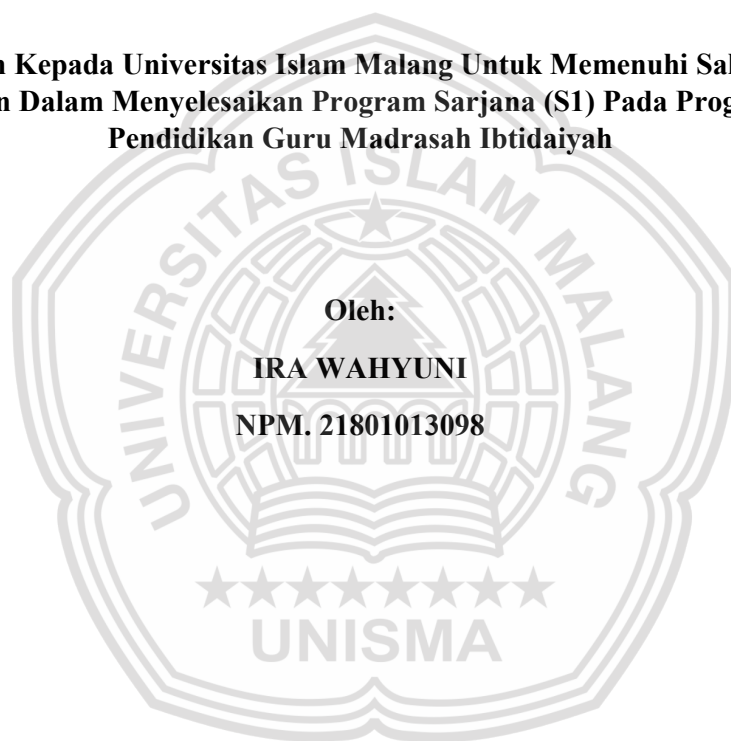 n Kepada Universitas Islam Malang Untuk Memenuhi Sal
n Dalam Menyelesaikan Program Sarjana (S1) Pada Prog
Pendidikan Guru Madrasah Ibtidaiyah
UNIVERSITAS ISLAM MALANG
Oleh:
IRA WAHYUNI
NPM. 21801013098
UNISMA